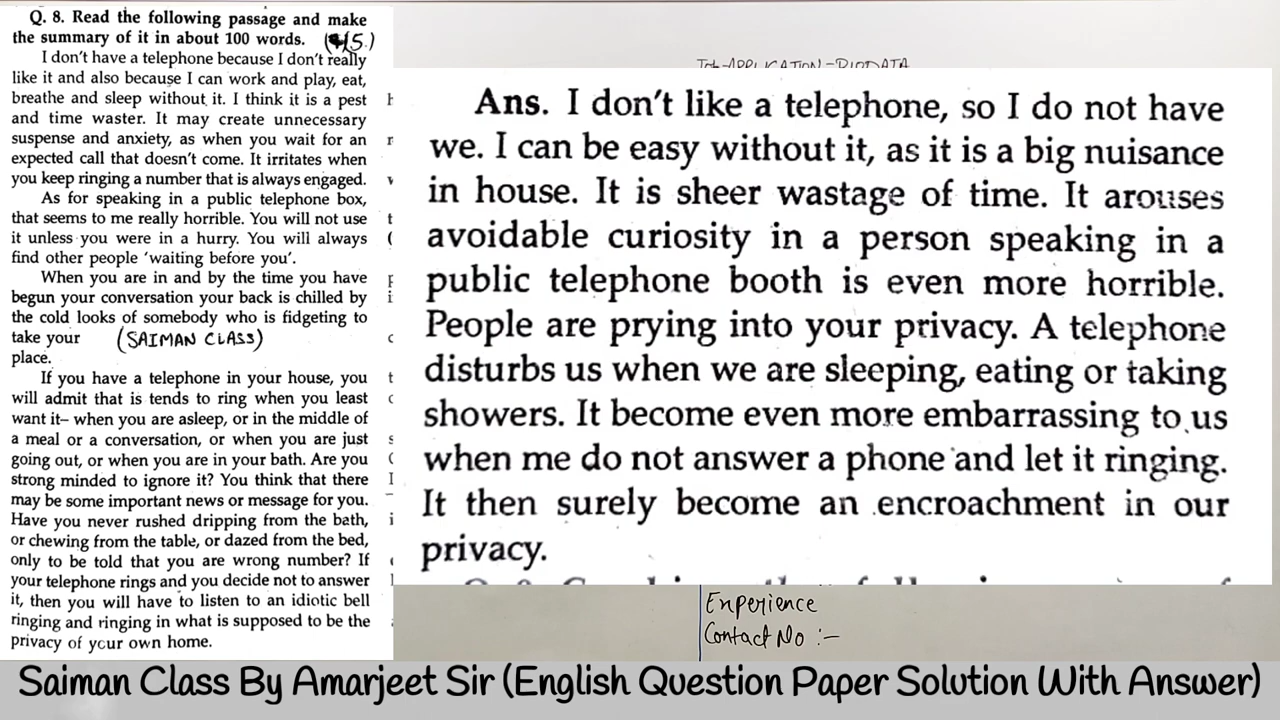 Q. 8. Read the following passage and make
the summary of it in about 100 words.
I don't have a telephone because I don't really
like it and also because I can work and play, eat,
breathe and sleep without it. I think it is a pest
and time waster. It may create unnecessary
suspense and anxiety, as when you wait for an
expected call that doesn't come. It irritates when
you keep ringing a number that is always engaged.
As for speaking in a public telephone box,
that seems to me really horrible. You will not use
it unless you were in a hurry. You will always
find other people 'waiting before you'.
When you are in and by the time you have
begun your conversation your back is chilled by
the cold looks of somebody who is fidgeting to
take your (SAIMAN CLASS)
place.
If you have a telephone in your house, you
will admit that is tends to ring when you least
want it– when you are asleep, or in the middle of
a meal or a conversation, or when you are just
going out, or when you are in your bath. Are you
strong minded to ignore it? You think that there
may be some important news or message for you.
Have you never rushed dripping from the bath,
or chewing from the table, or dazed from the bed,
only to be told that you are wrong number? If
your telephone rings and you decide not to answer
it, then you will have to listen to an idiotic bell
ringing and ringing in what is supposed to be the
privacy of your own home.
Ans. I don't like a telephone, so I do not have
we. I can be easy without it, as it is a big nuisance
in house. It is sheer wastage of time. It arouses
avoidable curiosity in a person speaking in a
public telephone booth is even more horrible.
People are prying into your privacy. A telephone
disturbs us when we are sleeping, eating or taking
showers. It become even more embarrassing to us
when me do not answer a phone and let it ringing.
It then surely become an encroachment in our
privacy.
Experience
Contact No :-
Saiman Class By Amarjeet Sir (English Question Paper Solution With Answer)